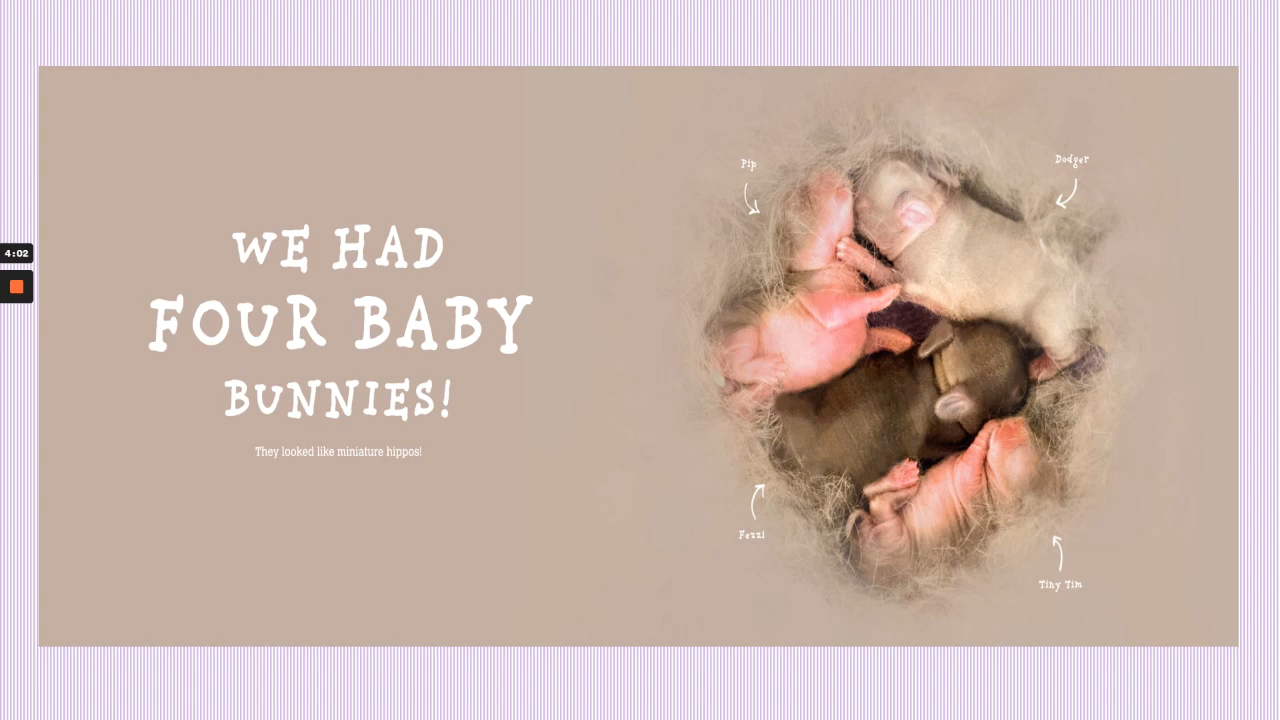 4:02
WE HAD
FOUR BABY
BUNNIES!
They looked like miniature hippos!
Pip
Dodger
Fezzi
Tiny Tim